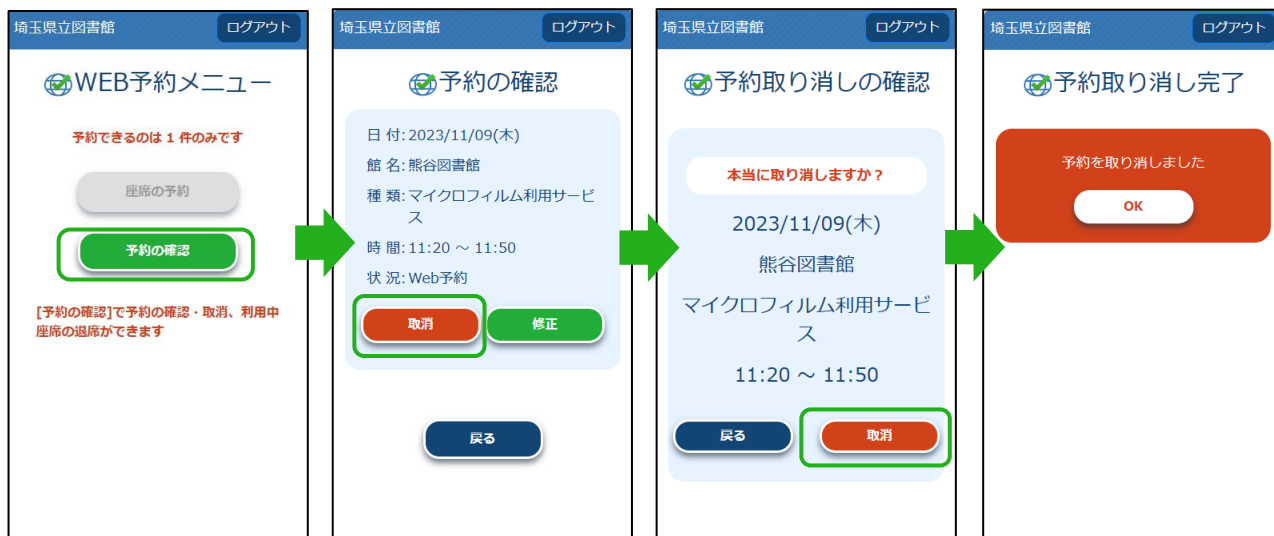 埼玉県立図書館
ログアウト
WEB予約メニュー
予約できるのは 1 件のみです
座席の予約
予約の確認
[予約の確認]で予約の確認・取消、利用中
座席の退席ができます
埼玉県立図書館
ログアウト
予約の確認
日 付: 2023/11/09(木)
館 名: 熊谷図書館
種 類: マイクロフィルム利用サービ
ス
時 間: 11:20 ～ 11:50
状 況: Web予約
取消
修正
戻る
埼玉県立図書館
ログアウト
予約取り消しの確認
本当に取り消しますか？
2023/11/09(木)
熊谷図書館
マイクロフィルム利用サービ
ス
11:20 ～ 11:50
戻る
取消
埼玉県立図書館
ログアウト
予約取り消し完了
予約を取り消しました
OK